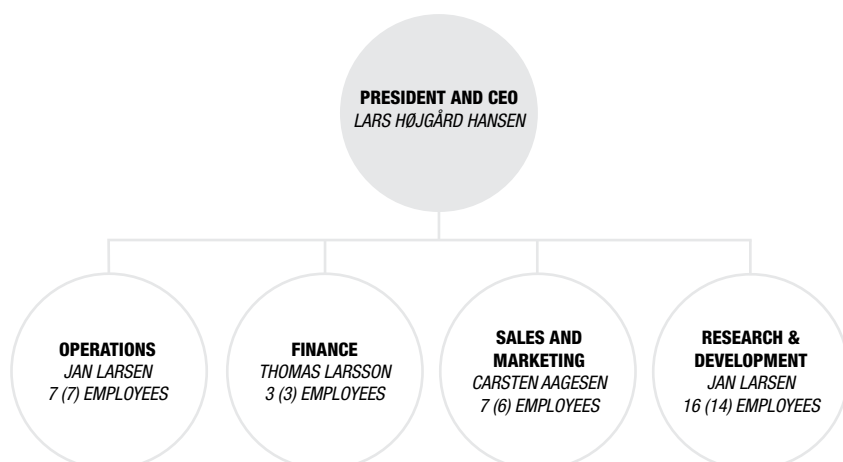 PRESIDENT AND CEO
LARS HØJGÅRD HANSEN
OPERATIONS
JAN LARSEN
7 (7) EMPLOYEES
FINANCE
THOMAS LARSSON
3 (3) EMPLOYEES
SALES AND
MARKETING
CARSTEN AAGESEN
7 (6) EMPLOYEES
RESEARCH &
DEVELOPMENT
JAN LARSEN
16 (14) EMPLOYEES